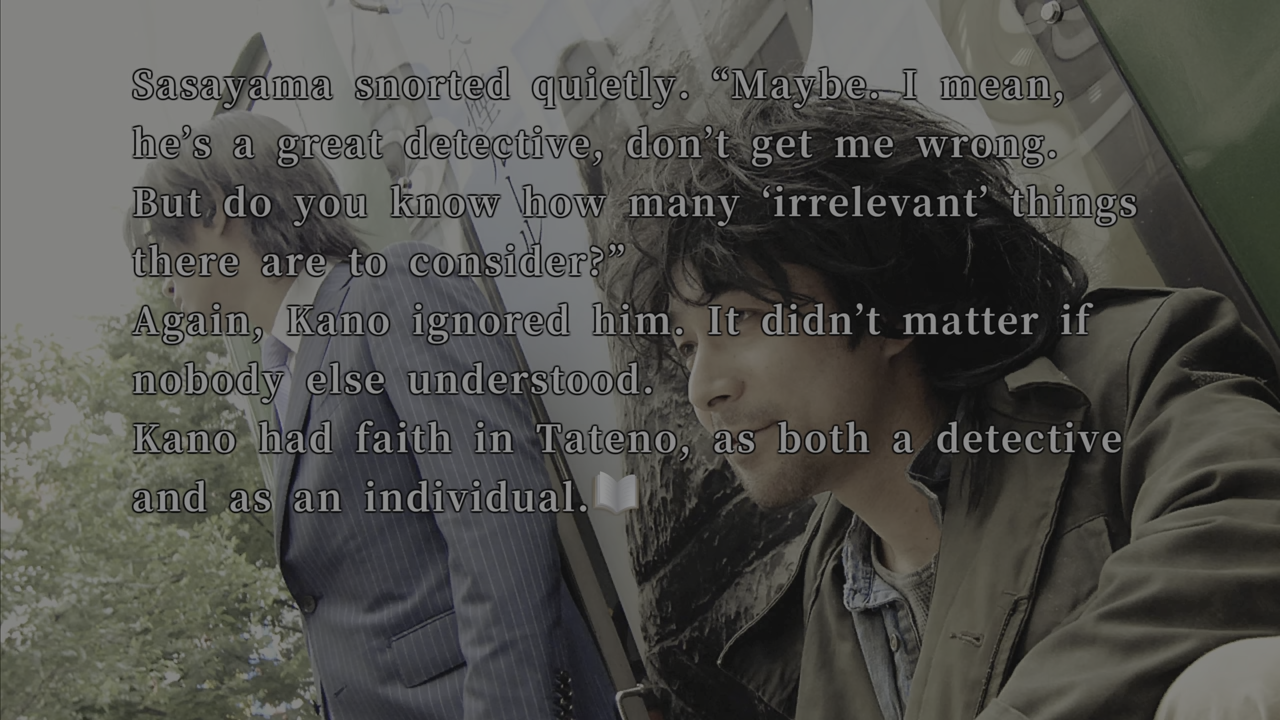 Sasayama snorted quietly. “Maybe. I mean,
he’s a great detective, don’t get me wrong.
But do you know how many ‘irrelevant’ things
there are to consider?”
Again, Kano ignored him. It didn’t matter if
nobody else understood.
Kano had faith in Tateno, as both a detective
and as an individual.